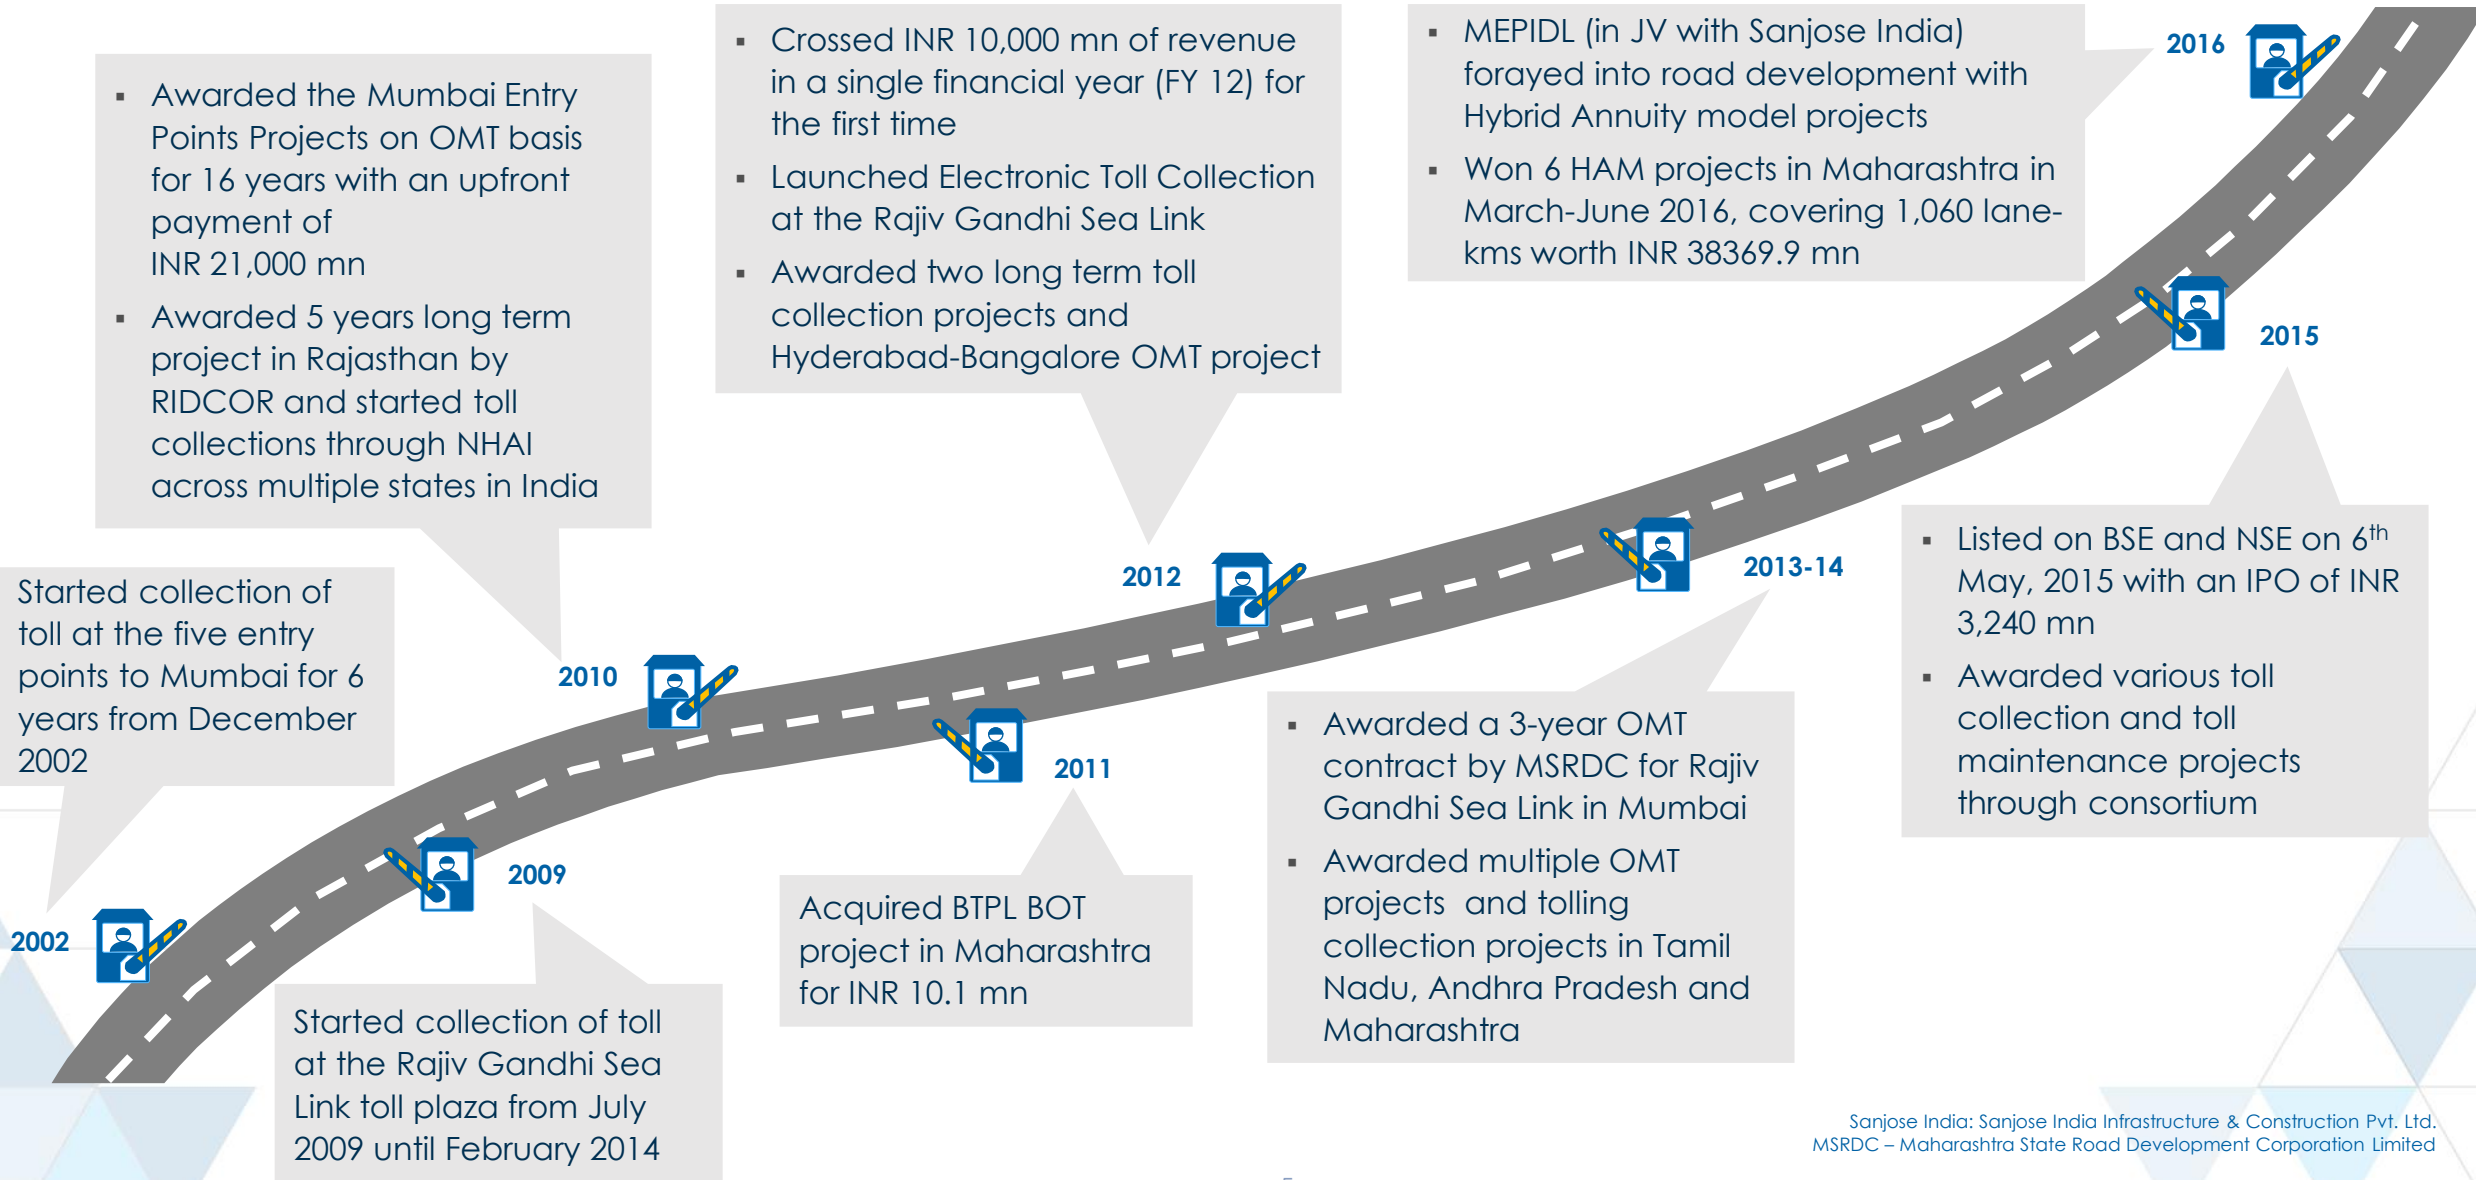 ▪ Awarded the Mumbai Entry
Points Projects on OMT basis
for 16 years with an upfront
payment of
INR 21,000 mn
▪ Awarded 5 years long term
project in Rajasthan by
RIDCOR and started toll
collections through NHAI
across multiple states in India
▪ Crossed INR 10,000 mn of revenue
in a single financial year (FY 12) for
the first time
▪ Launched Electronic Toll Collection
at the Rajiv Gandhi Sea Link
▪ Awarded two long term toll
collection projects and
Hyderabad-Bangalore OMT project
▪ MEPIDL (in JV with Sanjose India)
forayed into road development with
Hybrid Annuity model projects
▪ Won 6 HAM projects in Maharashtra in
March-June 2016, covering 1,060 lane-
kms worth INR 38369.9 mn
2016
2015
▪ Listed on BSE and NSE on 6th
May, 2015 with an IPO of INR
3,240 mn
▪ Awarded various toll
collection and toll
maintenance projects
through consortium
2012
2013-14
Started collection of
toll at the five entry
points to Mumbai for 6
years from December
2002
2010
2011
▪ Awarded a 3-year OMT
contract by MSRDC for Rajiv
Gandhi Sea Link in Mumbai
▪ Awarded multiple OMT
projects and tolling
collection projects in Tamil
Nadu, Andhra Pradesh and
Maharashtra
2009
2002
Acquired BTPL BOT
project in Maharashtra
for INR 10.1 mn
Started collection of toll
at the Rajiv Gandhi Sea
Link toll plaza from July
2009 until February 2014
Sanjose India: Sanjose India Infrastructure & Construction Pvt. Ltd.
MSRDC – Maharashtra State Road Development Corporation Limited